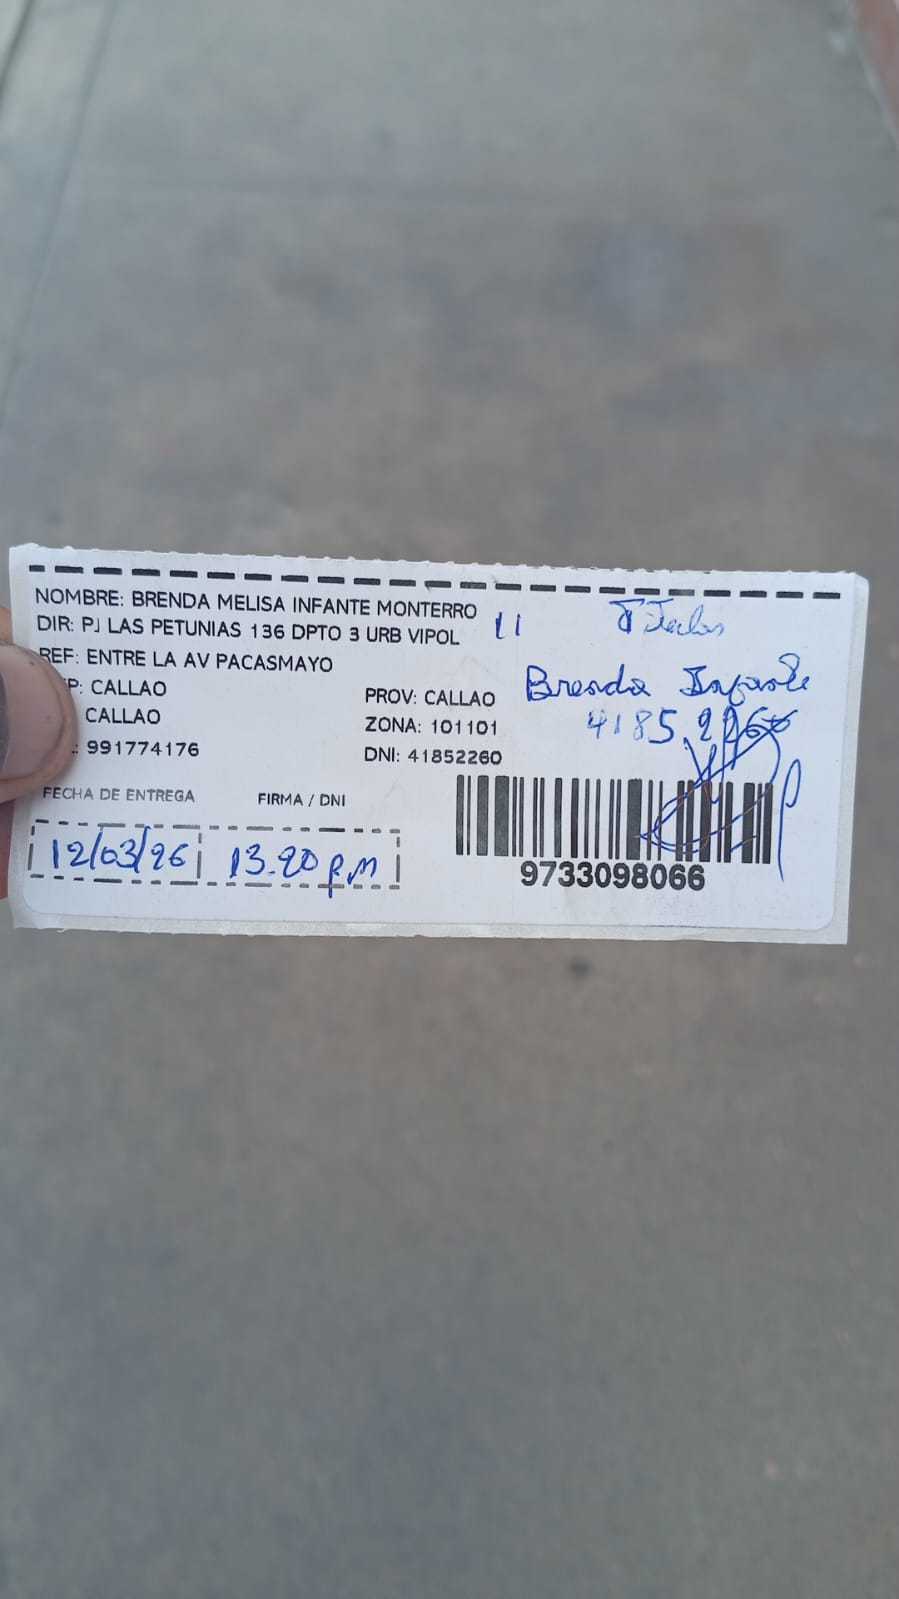 NOMBRE: BRENDA MELISA INFANTE MONTERRO
DIR: PJ LAS PETUNIAS 136 DPTO 3 URB VIPOL
REF: ENTRE LA AV PACASMAYO
P: CALLAO
PROV: CALLAO
CALLAO
ZONA: 101101
.: 991774176
DNI: 41852260
Brenda Infante
FECHA DE ENTREGA
FIRMA / DNI
12/03/26
13.20 p.m
9733098066